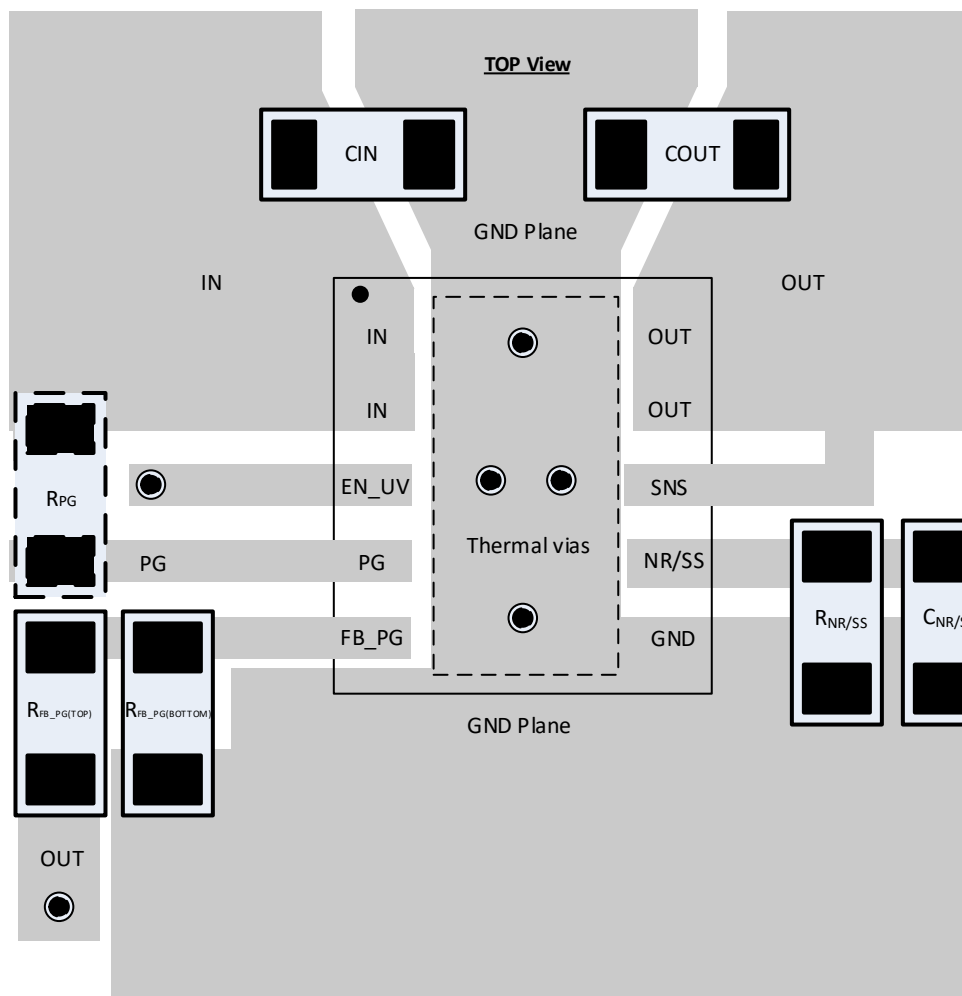 TOP View
CIN
COUT
GND Plane
IN
OUT
IN
OUT
IN
OUT
RPG
EN_UV
SNS
Thermal vias
PG
PG
NR/SS
FB_PG
GND
RNR/SS
CNR/S
RFB_PG(TOP)
RFB_PG(BOTTOM)
GND Plane
OUT